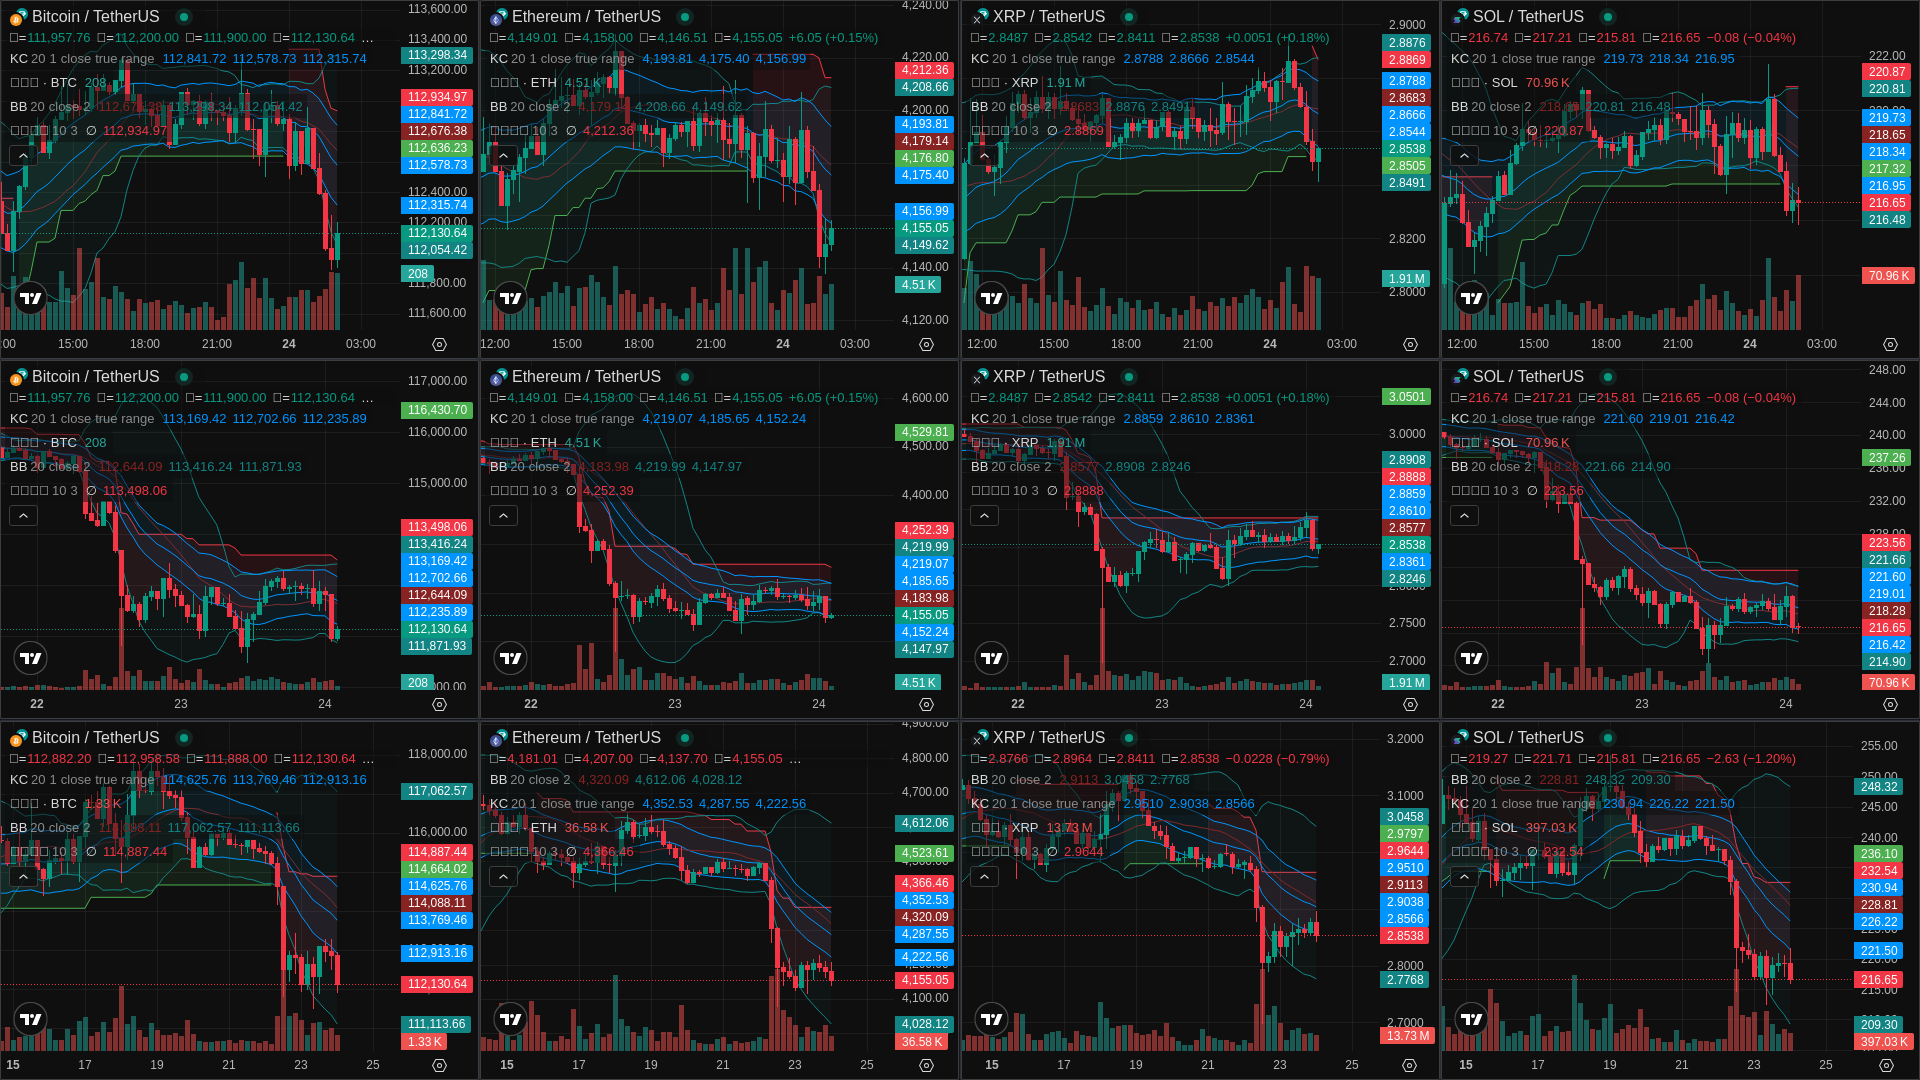 Bitcoin / TetherUS
=111,957.76 =112,200.00 =111,900.00 =112,130.64 …
KC 20 1 close true range 112,841.72 112,578.73 112,315.74
· BTC 208
BB 20 close 2 112,676.38 113,298.34 112,054.42
10 3 ∅ 112,934.97
113,600.00
113,400.00
113,298.34
113,200.00
112,934.97
112,841.72
112,676.38
112,636.23
112,578.73
112,400.00
112,315.74
112,200.00
112,130.64
112,054.42
208
111,800.00
111,600.00
15:00 18:00 21:00 24 03:00
Ethereum / TetherUS
=4,149.01 =4,158.00 =4,146.51 =4,155.05 +6.05 (+0.15%)
KC 20 1 close true range 4,193.81 4,175.40 4,156.99
· ETH 4.51 K
BB 20 close 2 4,179.14 4,208.66 4,149.62
10 3 ∅ 4,212.36
4,240.00
4,220.00
4,212.36
4,208.66
4,200.00
4,193.81
4,179.14
4,176.80
4,175.40
4,156.99
4,155.05
4,149.62
4,140.00
4.51 K
4,120.00
12:00 15:00 18:00 21:00 24 03:00
XRP / TetherUS
=2.8487 =2.8542 =2.8411 =2.8538 +0.0051 (+0.18%)
KC 20 1 close true range 2.8788 2.8666 2.8544
· XRP 1.91 M
BB 20 close 2 2.8683 2.8876 2.8491
10 3 ∅ 2.8869
2.9000
2.8876
2.8869
2.8788
2.8683
2.8666
2.8544
2.8538
2.8505
2.8491
2.8200
1.91 M
2.8000
12:00 15:00 18:00 21:00 24 03:00
SOL / TetherUS
=216.74 =217.21 =215.81 =216.65 −0.08 (−0.04%)
KC 20 1 close true range 219.73 218.34 216.95
· SOL 70.96 K
BB 20 close 2 218.65 220.81 216.48
10 3 ∅ 220.87
222.00
220.87
220.81
219.73
218.65
218.34
217.32
216.95
216.65
216.48
70.96 K
12:00 15:00 18:00 21:00 24 03:00
Bitcoin / TetherUS
=111,957.76 =112,200.00 =111,900.00 =112,130.64 …
KC 20 1 close true range 113,169.42 112,702.66 112,235.89
· BTC 208
BB 20 close 2 112,644.09 113,416.24 111,871.93
10 3 ∅ 113,498.06
117,000.00
116,430.70
116,000.00
115,000.00
113,498.06
113,416.24
113,169.42
112,702.66
112,644.09
112,235.89
112,130.64
111,871.93
208
22 23 24
Ethereum / TetherUS
=4,149.01 =4,158.00 =4,146.51 =4,155.05 +6.05 (+0.15%)
KC 20 1 close true range 4,219.07 4,185.65 4,152.24
· ETH 4.51 K
BB 20 close 2 4,183.98 4,219.99 4,147.97
10 3 ∅ 4,252.39
4,600.00
4,529.81
4,500.00
4,400.00
4,252.39
4,219.99
4,219.07
4,185.65
4,183.98
4,155.05
4,152.24
4,147.97
4.51 K
22 23 24
XRP / TetherUS
=2.8487 =2.8542 =2.8411 =2.8538 +0.0051 (+0.18%)
KC 20 1 close true range 2.8859 2.8610 2.8361
· XRP 1.91 M
BB 20 close 2 2.8577 2.8908 2.8246
10 3 ∅ 2.8888
3.0501
3.0000
2.8908
2.8888
2.8859
2.8610
2.8577
2.8538
2.8361
2.8246
2.7500
2.7000
1.91 M
22 23 24
SOL / TetherUS
=216.74 =217.21 =215.81 =216.65 −0.08 (−0.04%)
KC 20 1 close true range 221.60 219.01 216.42
· SOL 70.96 K
BB 20 close 2 218.28 221.66 214.90
10 3 ∅ 223.56
248.00
244.00
240.00
237.26
236.00
232.00
223.56
221.66
221.60
219.01
218.28
216.65
216.42
214.90
70.96 K
22 23 24
Bitcoin / TetherUS
=112,882.20 =112,958.58 =111,888.00 =112,130.64 …
KC 20 1 close true range 114,625.76 113,769.46 112,913.16
· BTC 1.33 K
BB 20 close 2 114,088.11 117,062.57 111,113.66
10 3 ∅ 114,887.44
118,000.00
117,062.57
116,000.00
114,887.44
114,664.02
114,625.76
114,088.11
113,769.46
112,913.16
112,130.64
111,113.66
1.33 K
15 17 19 21 23 25
Ethereum / TetherUS
=4,181.01 =4,207.00 =4,137.70 =4,155.05 …
BB 20 close 2 4,320.09 4,612.06 4,028.12
KC 20 1 close true range 4,352.53 4,287.55 4,222.56
· ETH 36.58 K
10 3 ∅ 4,366.46
4,900.00
4,800.00
4,700.00
4,612.06
4,523.61
4,366.46
4,352.53
4,320.09
4,287.55
4,222.56
4,155.05
4,100.00
4,028.12
36.58 K
15 17 19 21 23 25
XRP / TetherUS
=2.8766 =2.8964 =2.8411 =2.8538 −0.0228 (−0.79%)
BB 20 close 2 2.9113 3.0458 2.7768
KC 20 1 close true range 2.9510 2.9038 2.8566
· XRP 13.73 M
10 3 ∅ 2.9644
3.2000
3.1000
3.0458
2.9797
2.9644
2.9510
2.9113
2.9038
2.8566
2.8538
2.8000
2.7768
2.7000
13.73 M
15 17 19 21 23 25
SOL / TetherUS
=219.27 =221.71 =215.81 =216.65 −2.63 (−1.20%)
BB 20 close 2 228.81 248.32 209.30
KC 20 1 close true range 230.94 226.22 221.50
· SOL 397.03 K
10 3 ∅ 232.54
255.00
248.32
245.00
240.00
236.10
232.54
230.94
228.81
226.22
221.50
216.65
215.00
209.30
397.03 K
15 17 19 21 23 25